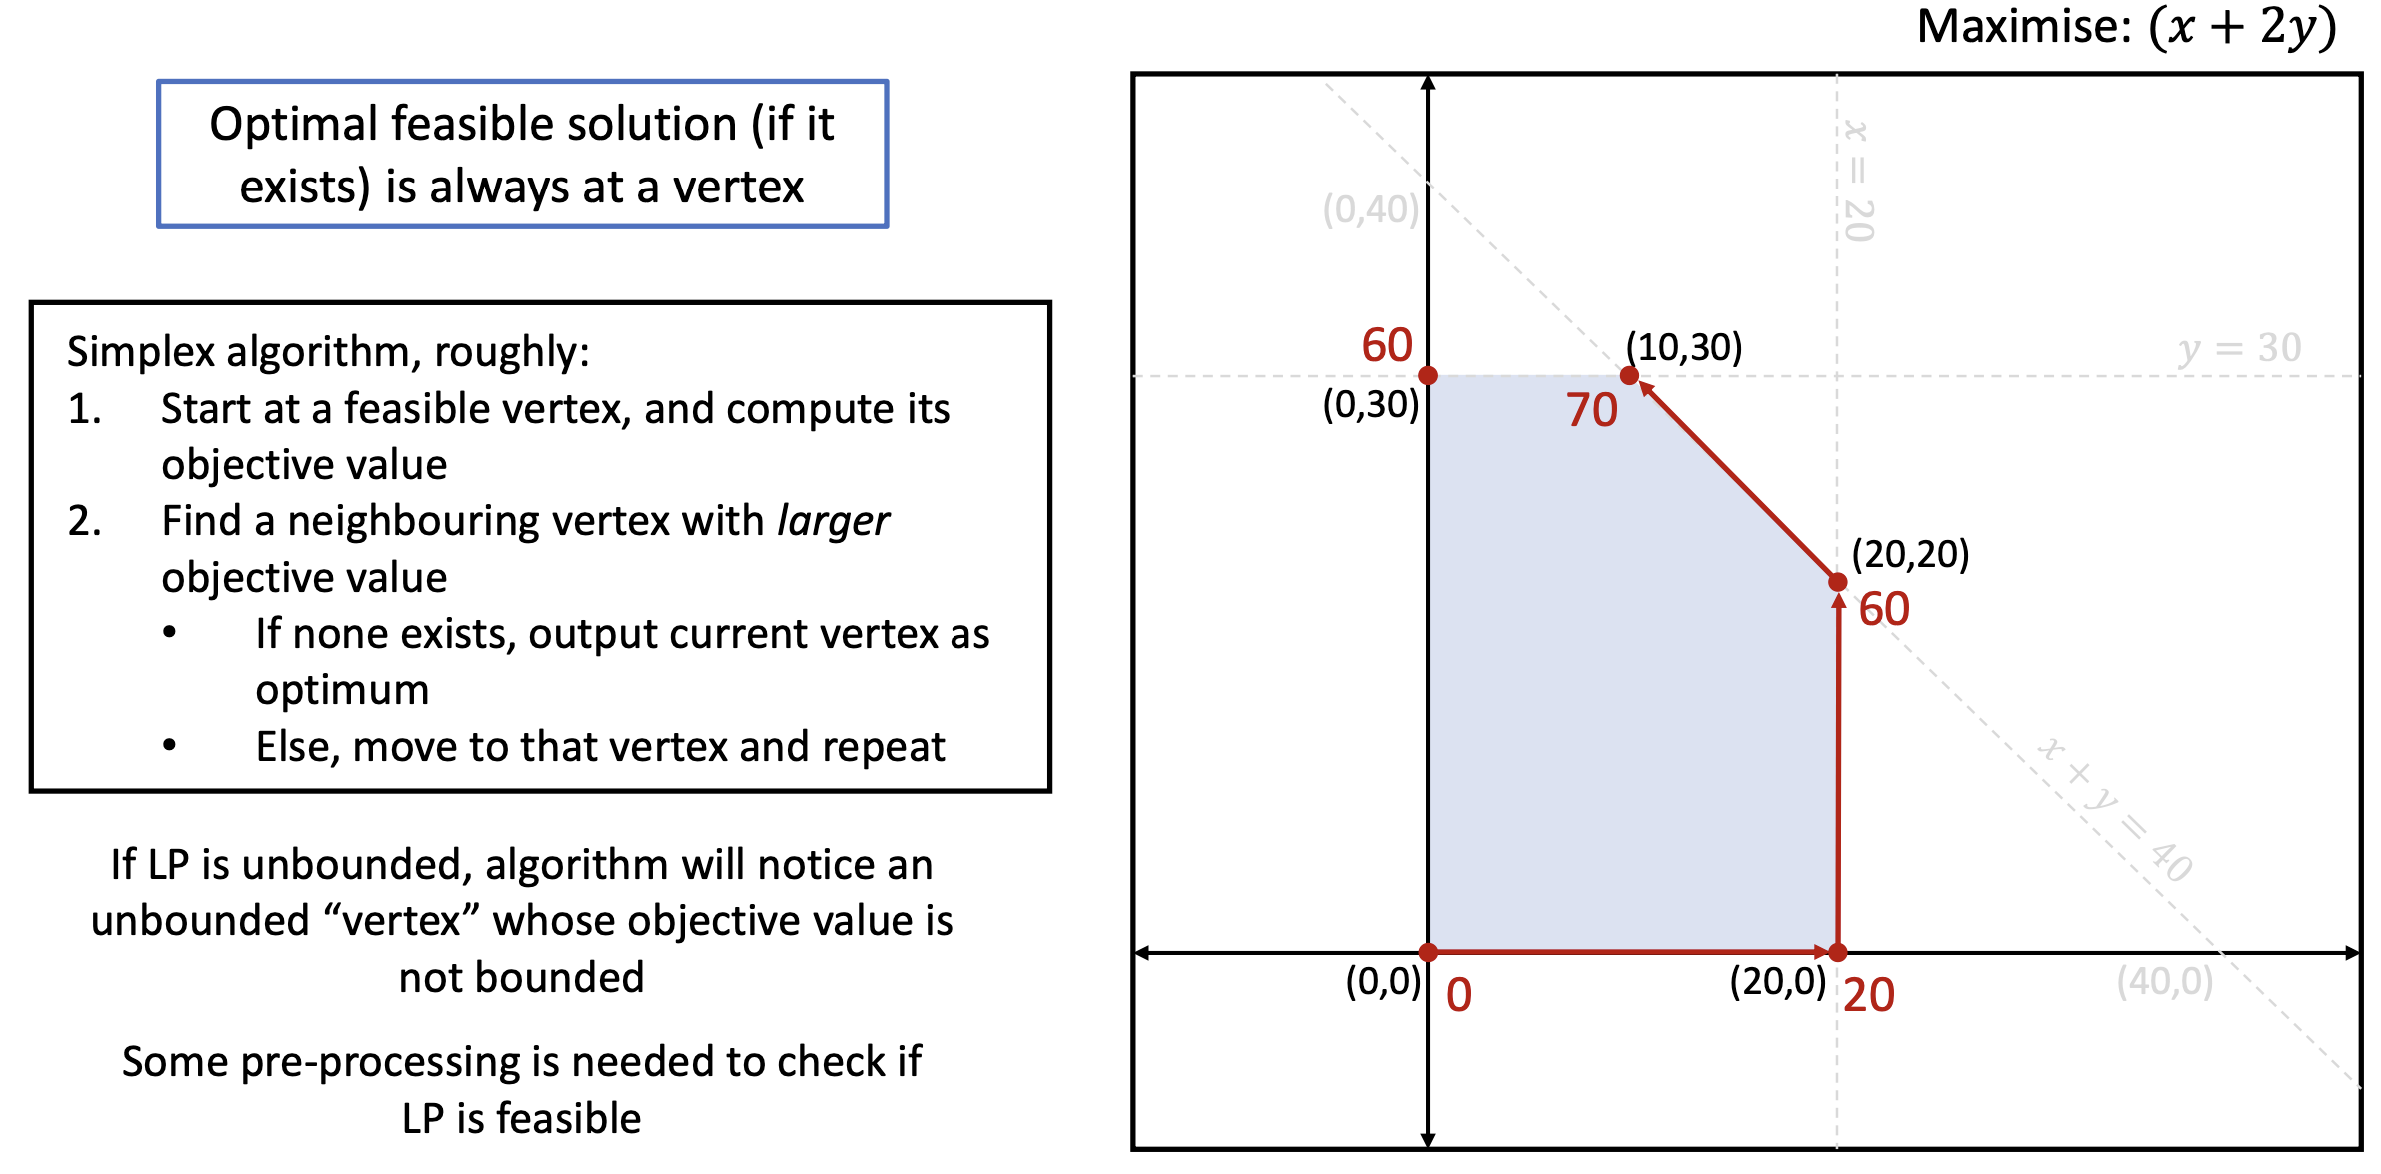 Maximise: (x + 2y)
Optimal feasible solution (if it
exists) is always at a vertex
Simplex algorithm, roughly:
1. Start at a feasible vertex, and compute its
objective value
2. Find a neighbouring vertex with larger
objective value
• If none exists, output current vertex as
optimum
• Else, move to that vertex and repeat
If LP is unbounded, algorithm will notice an
unbounded “vertex” whose objective value is
not bounded
Some pre-processing is needed to check if
LP is feasible
x = 20
(0,40)
60
(10,30)
y = 30
(0,30)
70
(20,20)
60
x + y = 40
(0,0)
0
(20,0)
20
(40,0)